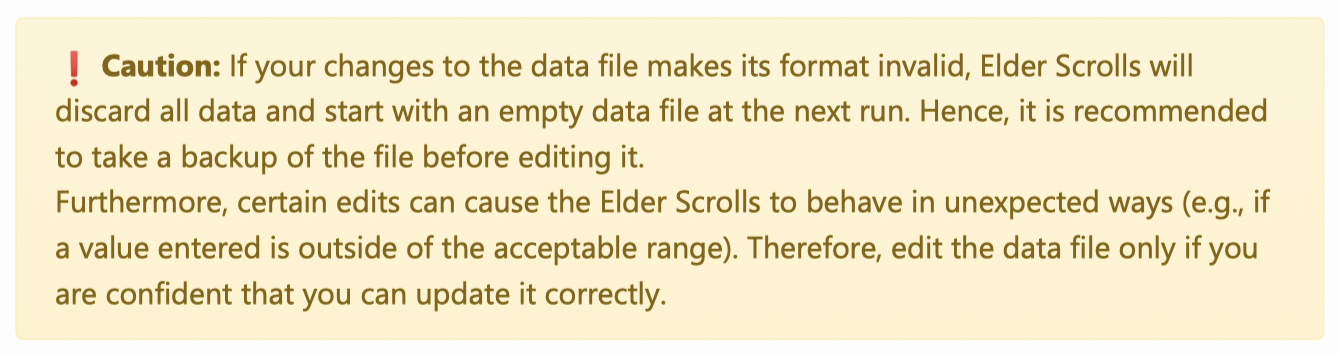 ❗ Caution: If your changes to the data file makes its format invalid, Elder Scrolls will
discard all data and start with an empty data file at the next run. Hence, it is recommended
to take a backup of the file before editing it.
Furthermore, certain edits can cause the Elder Scrolls to behave in unexpected ways (e.g., if
a value entered is outside of the acceptable range). Therefore, edit the data file only if you
are confident that you can update it correctly.